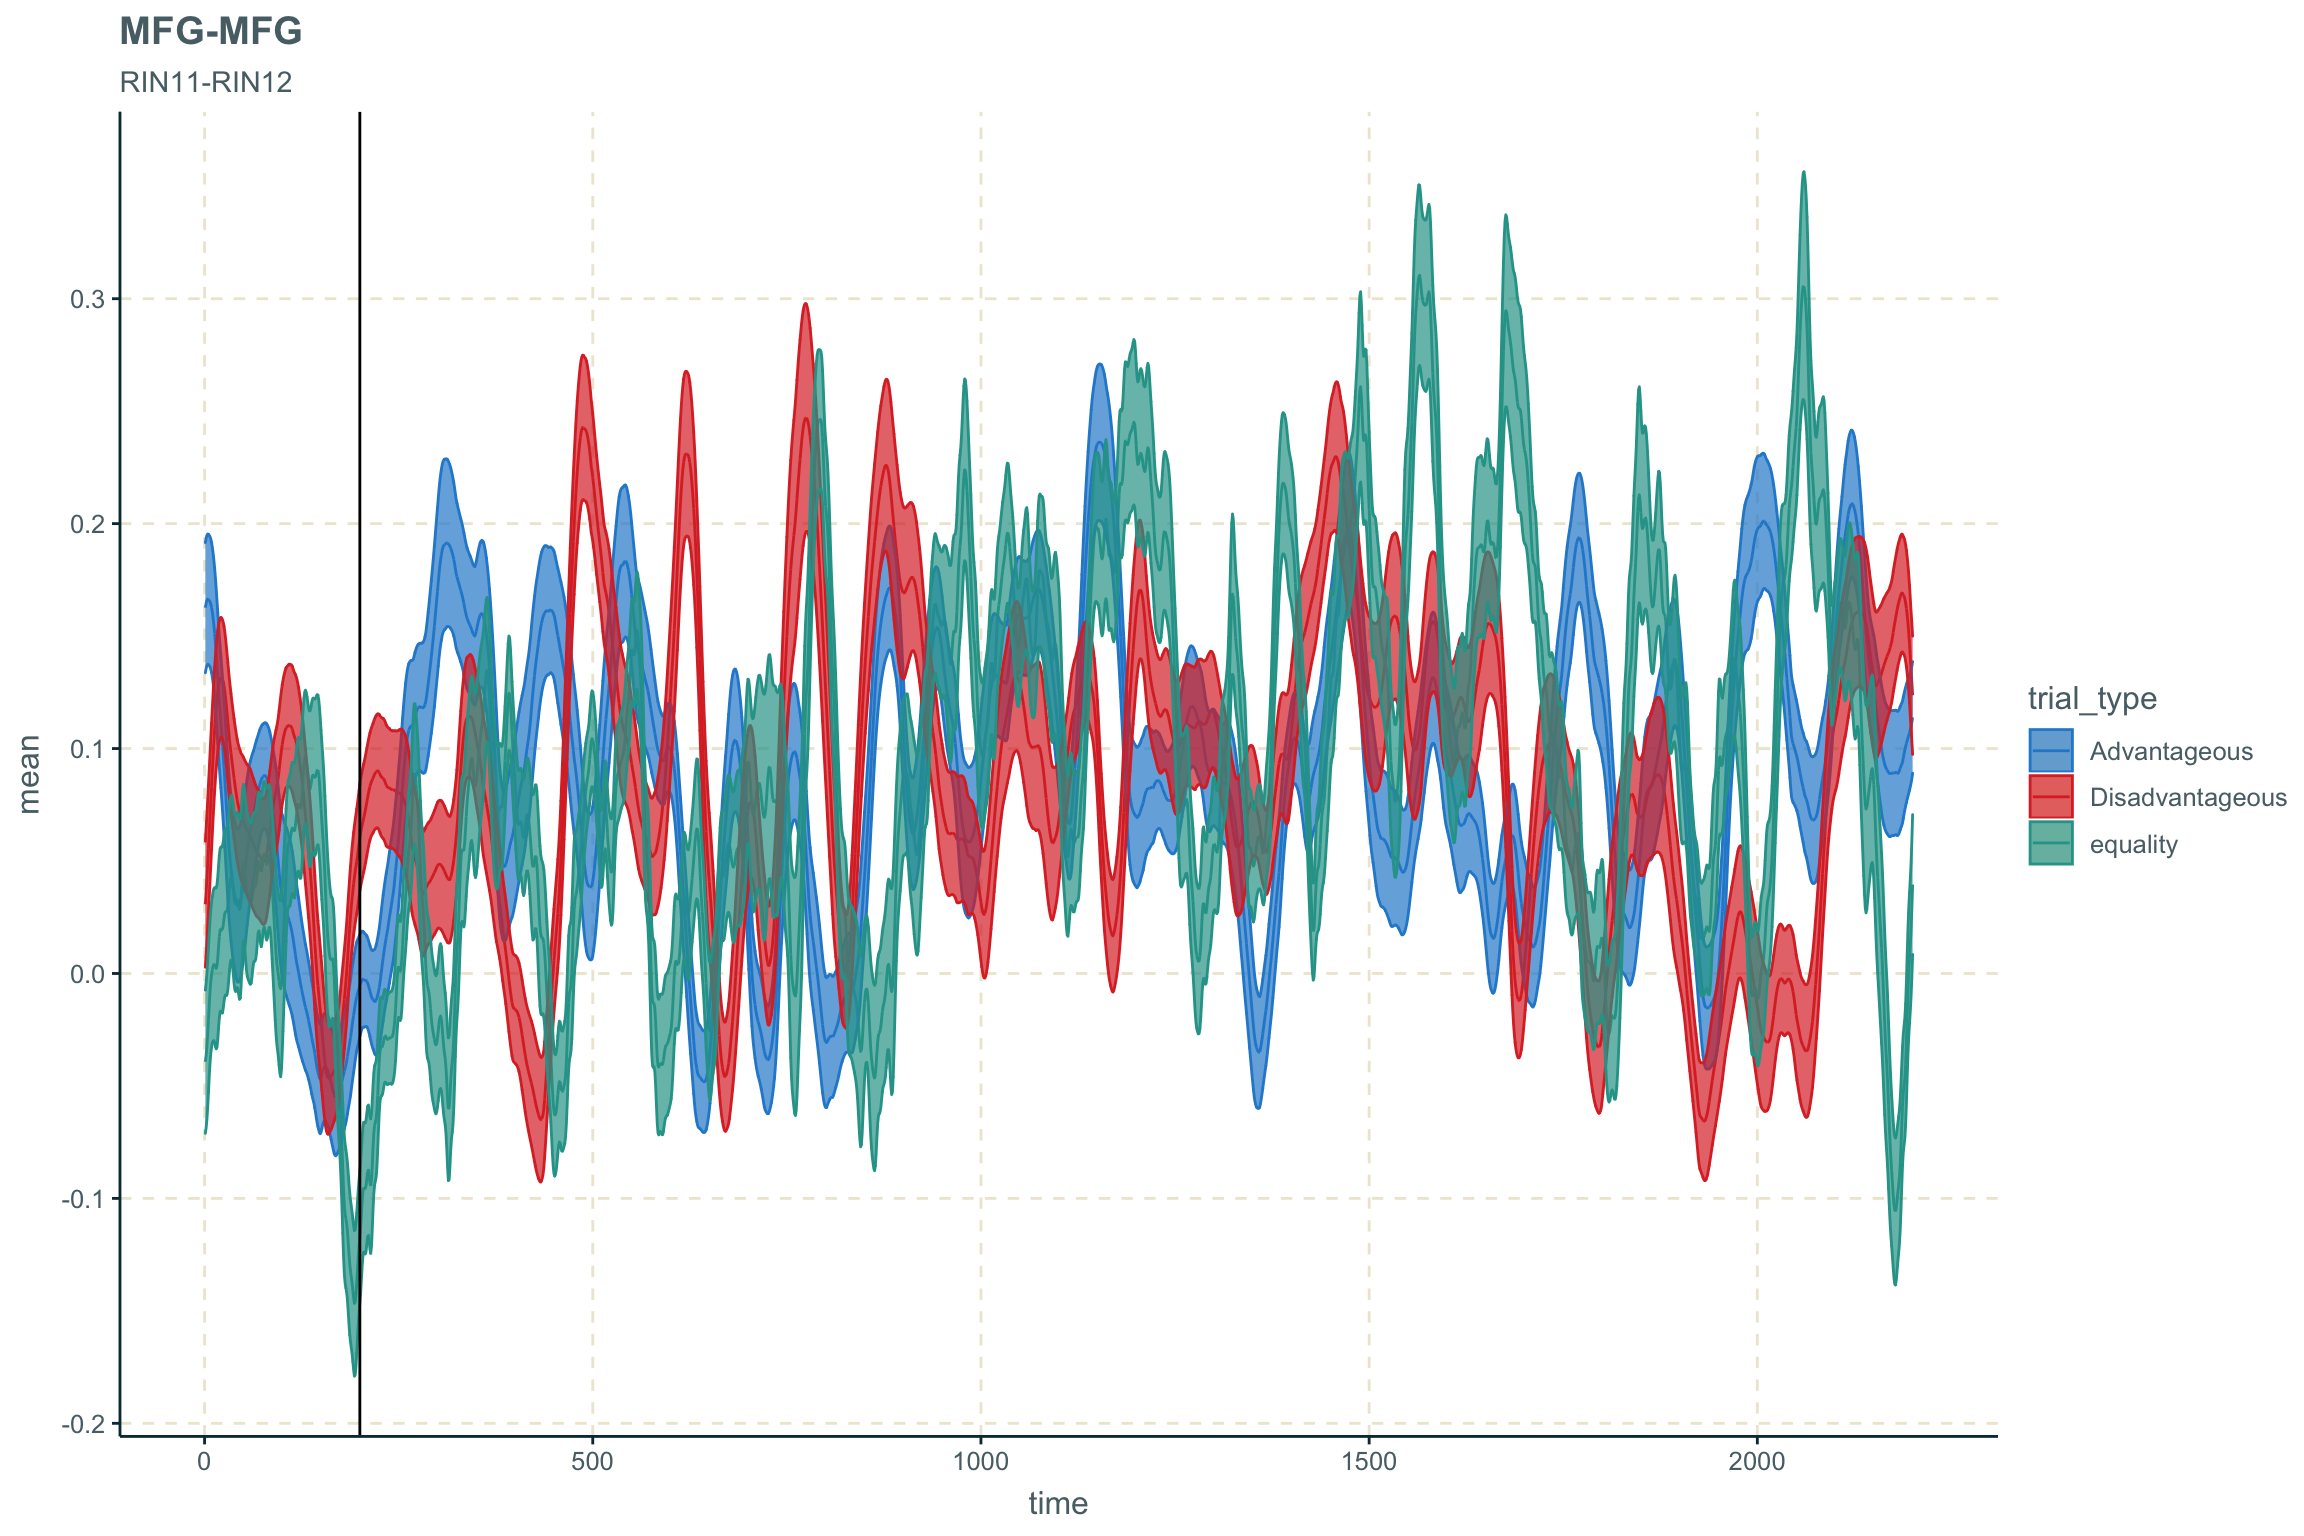 MFG-MFG
RIN11-RIN12
mean
0.3
0.2
0.1
0.0
-0.1
-0.2
0
500
1000
1500
2000
time
trial_type
Advantageous
Disadvantageous
equality